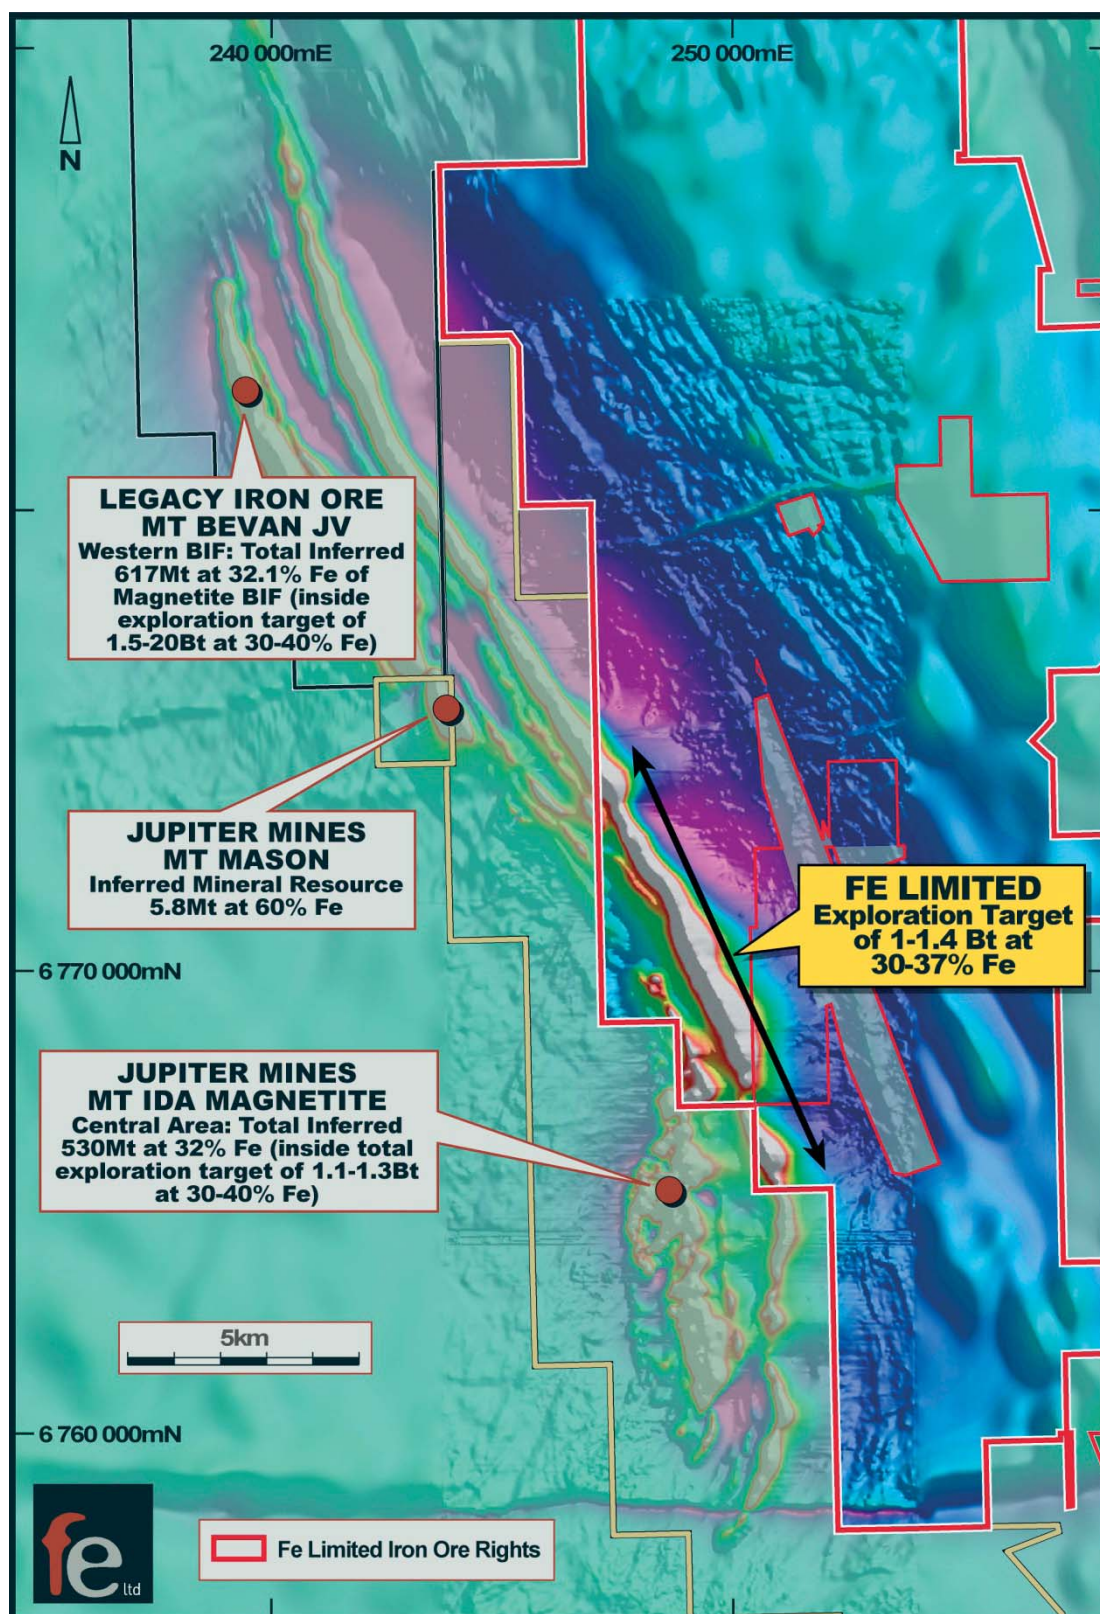 240 000mE
250 000mE
N
LEGACY IRON ORE
MT BEVAN JV
Western BIF: Total Inferred
617Mt at 32.1% Fe of
Magnetite BIF (inside
exploration target of
1.5-20Bt at 30-40% Fe)
JUPITER MINES
MT MASON
Inferred Mineral Resource
5.8Mt at 60% Fe
FE LIMITED
Exploration Target
of 1-1.4 Bt at
30-37% Fe
6 770 000mN
JUPITER MINES
MT IDA MAGNETITE
Central Area: Total Inferred
530Mt at 32% Fe (inside total
exploration target of 1.1-1.3Bt
at 30-40% Fe)
5km
6 760 000mN
fe ltd
Fe Limited Iron Ore Rights